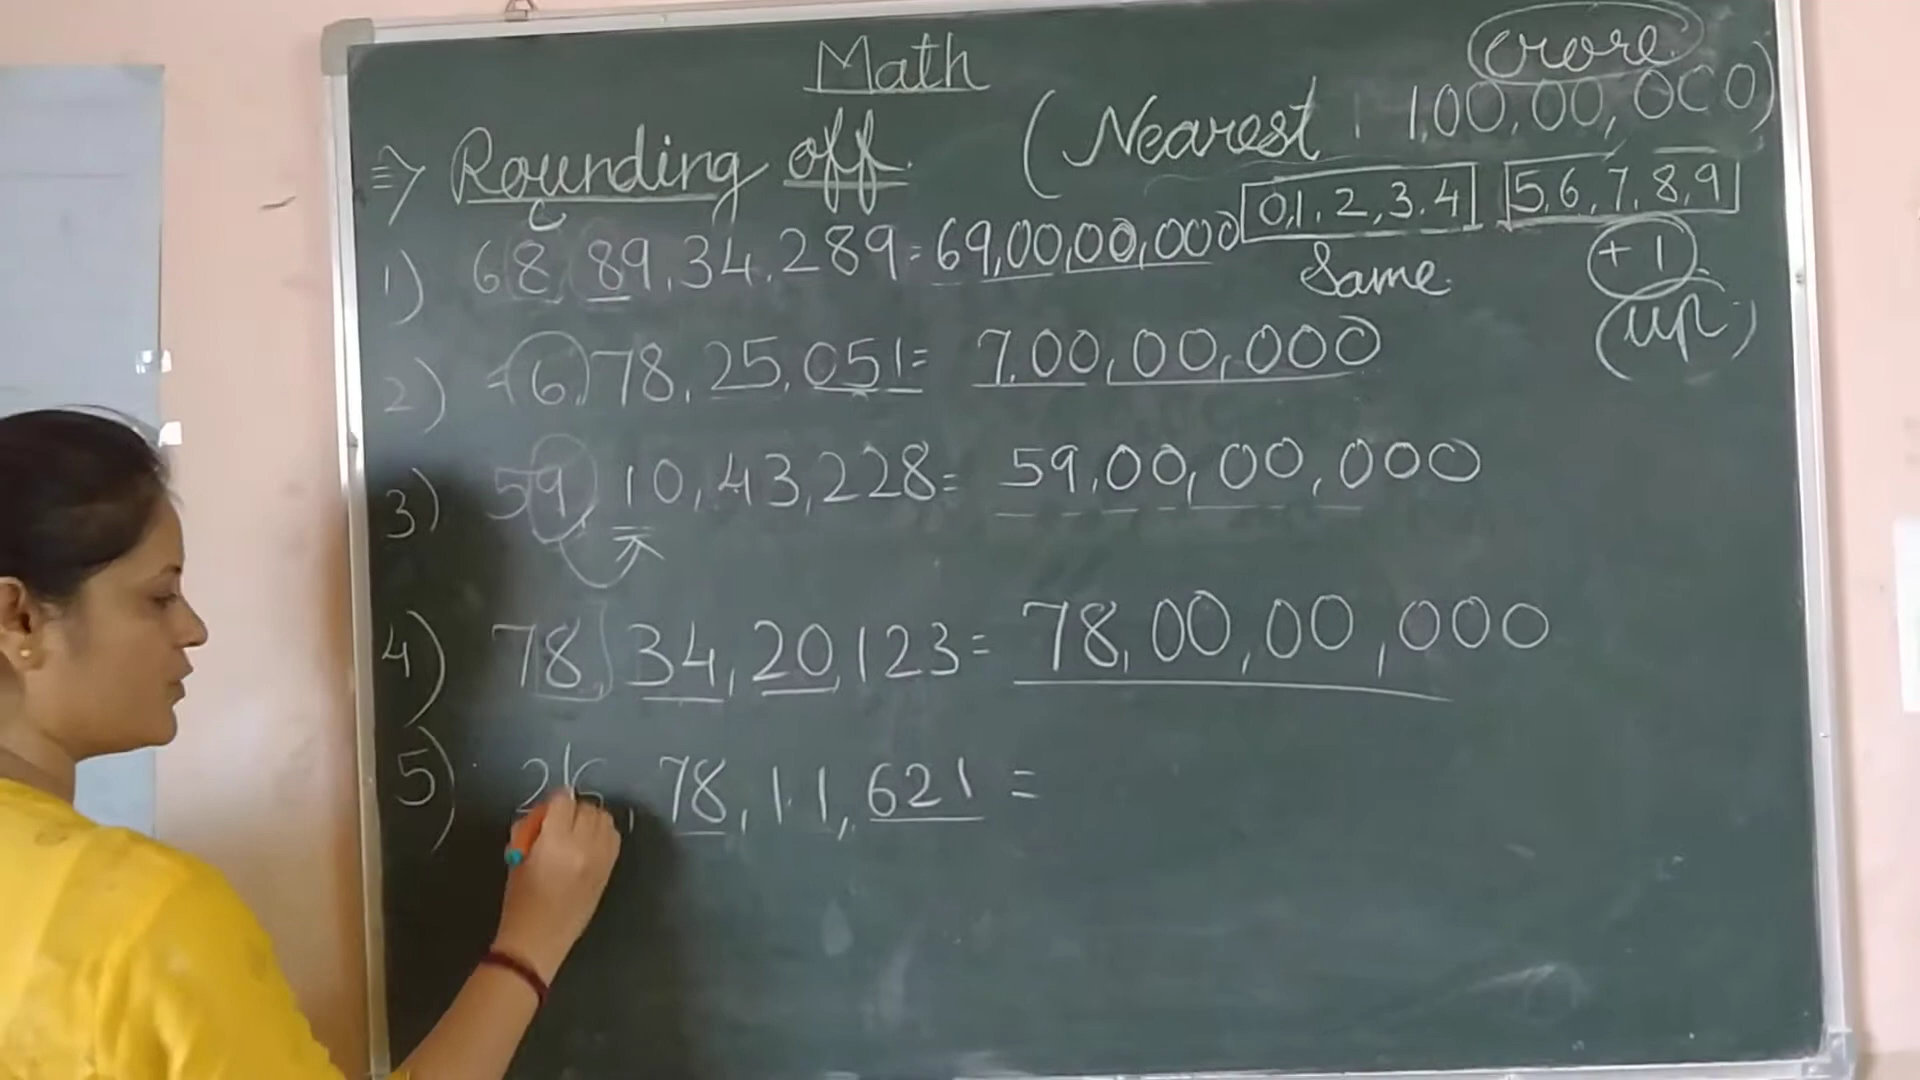 Math
crore
⇒ Rounding off. (Nearest 1,00,00,000)
0,1,2,3,4 5,6,7,8,9
Same +1
(up)
1) 68,89,34,289=69,00,00,000
2) 6,78,25,051= 7,00,00,000
3) 59,10,43,228= 59,00,00,000
4) 78,34,20,123= 78,00,00,000
5) 26,78,11,621 =